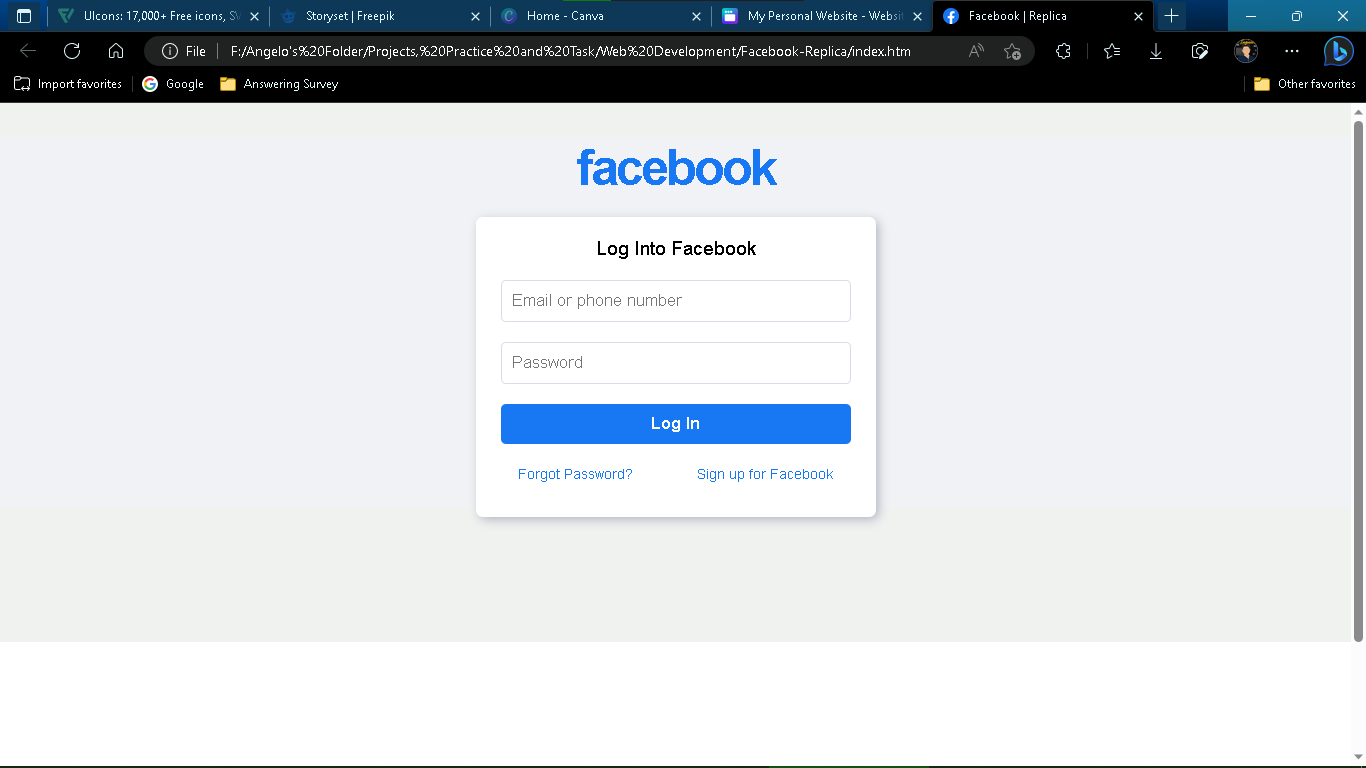 UIcons: 17,000+ Free icons, SV
Storyset | Freepik
Home - Canva
My Personal Website - Websit
Facebook | Replica
File
F:/Angelo's%20Folder/Projects,%20Practice%20and%20Task/Web%20Development/Facebook-Replica/index.htm
Import favorites
Google
Answering Survey
Other favorites
facebook
Log Into Facebook
Email or phone number
Password
Log In
Forgot Password?
Sign up for Facebook